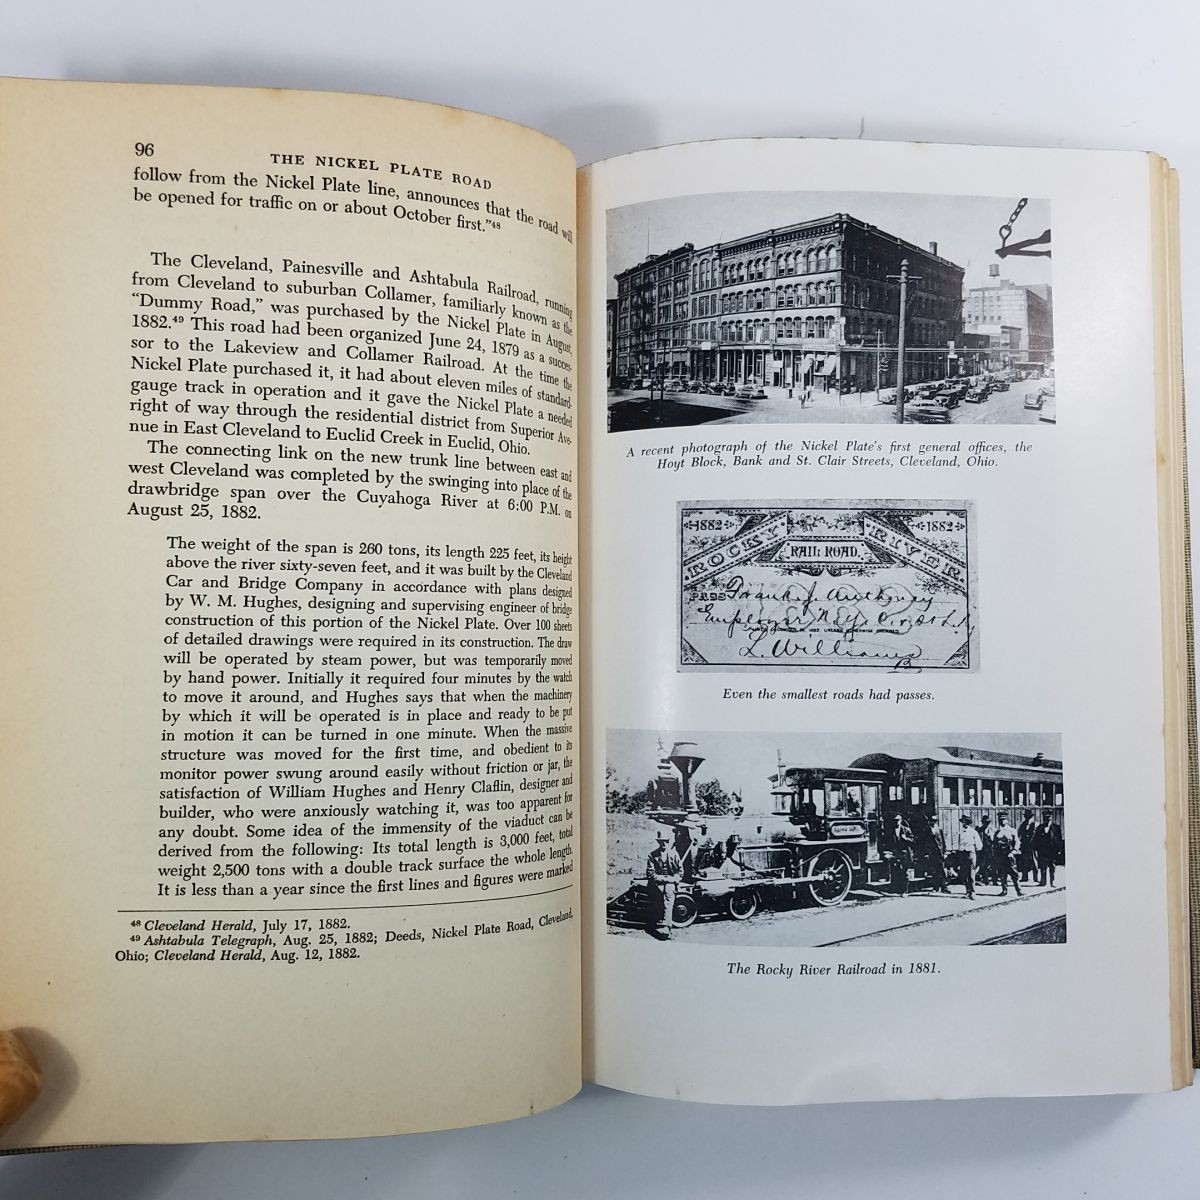 96
THE NICKEL PLATE ROAD
follow from the Nickel Plate line, announces that the road will
be opened for traffic on or about October first."⁴⁸
The Cleveland, Painesville and Ashtabula Railroad, running
from Cleveland to suburban Collamer, familiarly known as the
"Dummy Road," was purchased by the Nickel Plate in August,
1882.⁴⁹ This road had been organized June 24, 1879 as a succes-
sor to the Lakeview and Collamer Railroad. At the time the
Nickel Plate purchased it, it had about eleven miles of standard-
gauge track in operation and it gave the Nickel Plate a needed
right of way through the residential district from Superior Ave-
nue in East Cleveland to Euclid Creek in Euclid, Ohio.
The connecting link on the new trunk line between east and
west Cleveland was completed by the swinging into place of the
drawbridge span over the Cuyahoga River at 6:00 P.M. on
August 25, 1882.
The weight of the span is 260 tons, its length 225 feet, its height
above the river sixty-seven feet, and it was built by the Cleveland
Car and Bridge Company in accordance with plans designed
by W. M. Hughes, designing and supervising engineer of bridge
construction of this portion of the Nickel Plate. Over 100 sheets
of detailed drawings were required in its construction. The draw
will be operated by steam power, but was temporarily moved
by hand power. Initially it required four minutes by the watch
to move it around, and Hughes says that when the machinery
by which it will be operated is in place and ready to be put
in motion it can be turned in one minute. When the massive
structure was moved for the first time, and obedient to its
monitor power swung around easily without friction or jar, the
satisfaction of William Hughes and Henry Claflin, designer and
builder, who were anxiously watching it, was too apparent for
any doubt. Some idea of the immensity of the viaduct can be
derived from the following: Its total length is 3,000 feet, total
weight 2,500 tons with a double track surface the whole length.
It is less than a year since the first lines and figures were marked
⁴⁸ Cleveland Herald, July 17, 1882.
⁴⁹ Ashtabula Telegraph, Aug. 25, 1882; Deeds, Nickel Plate Road, Cleveland,
Ohio; Cleveland Herald, Aug. 12, 1882.
A recent photograph of the Nickel Plate's first general offices, the
Hoyt Block, Bank and St. Clair Streets, Cleveland, Ohio.
1882 1882
ROCKY RIVER
RAIL ROAD.
PASS Frank J. Anthony
Employee N.Y.C. & St. L.
L. Williams
Even the smallest roads had passes.
The Rocky River Railroad in 1881.